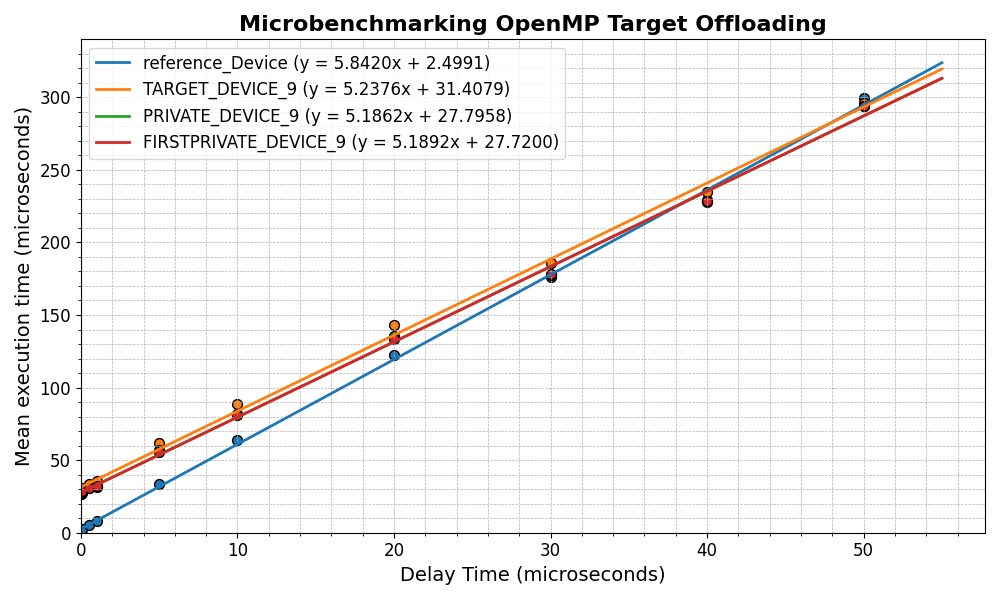 Microbenchmarking OpenMP Target Offloading
reference_Device (y = 5.8420x + 2.4991)
TARGET_DEVICE_9 (y = 5.2376x + 31.4079)
PRIVATE_DEVICE_9 (y = 5.1862x + 27.7958)
FIRSTPRIVATE_DEVICE_9 (y = 5.1892x + 27.7200)
Mean execution time (microseconds)
300
250
200
150
100
50
0
0 10 20 30 40 50
Delay Time (microseconds)